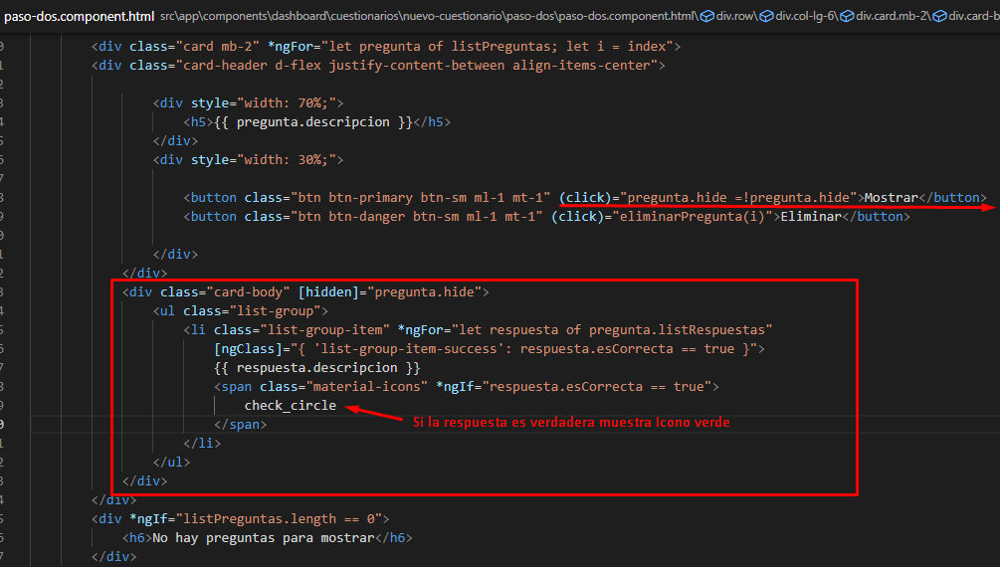 paso-dos.component.html src\app\components\dashboard\cuestionarios\nuevo-cuestionario\paso-dos\paso-dos.component.html\div.row\div.col-lg-6\div.card.mb-2\div.card-b
<div class="card mb-2" *ngFor="let pregunta of listPreguntas; let i = index">
<div class="card-header d-flex justify-content-between align-items-center">
<div style="width: 70%;">
<h5>{{ pregunta.descripcion }}</h5>
</div>
<div style="width: 30%;">
<button class="btn btn-primary btn-sm ml-1 mt-1" (click)="pregunta.hide =!pregunta.hide">Mostrar</button>
<button class="btn btn-danger btn-sm ml-1 mt-1" (click)="eliminarPregunta(i)">Eliminar</button>
</div>
</div>
<div class="card-body" [hidden]="pregunta.hide">
<ul class="list-group">
<li class="list-group-item" *ngFor="let respuesta of pregunta.listRespuestas"
[ngClass]="{ 'list-group-item-success': respuesta.esCorrecta == true }">
{{ respuesta.descripcion }}
<span class="material-icons" *ngIf="respuesta.esCorrecta == true">
check_circle
Si la respuesta es verdadera muestra Icono verde
</span>
</li>
</ul>
</div>
</div>
<div *ngIf="listPreguntas.length == 0">
<h6>No hay preguntas para mostrar</h6>
</div>